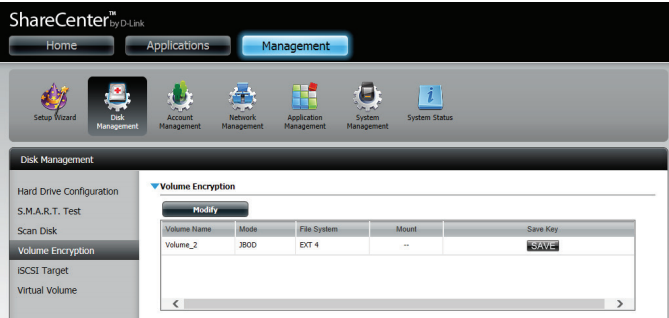 ShareCenter™ by D-Link
Home Applications Management
Setup Wizard Disk Management Account Management Network Management Application Management System Management System Status
Disk Management
Hard Drive Configuration
S.M.A.R.T. Test
Scan Disk
Volume Encryption
iSCSI Target
Virtual Volume
Volume Encryption
Modify
Volume Name Mode File System Mount Save Key
Volume_2 JBOD EXT 4 -- SAVE